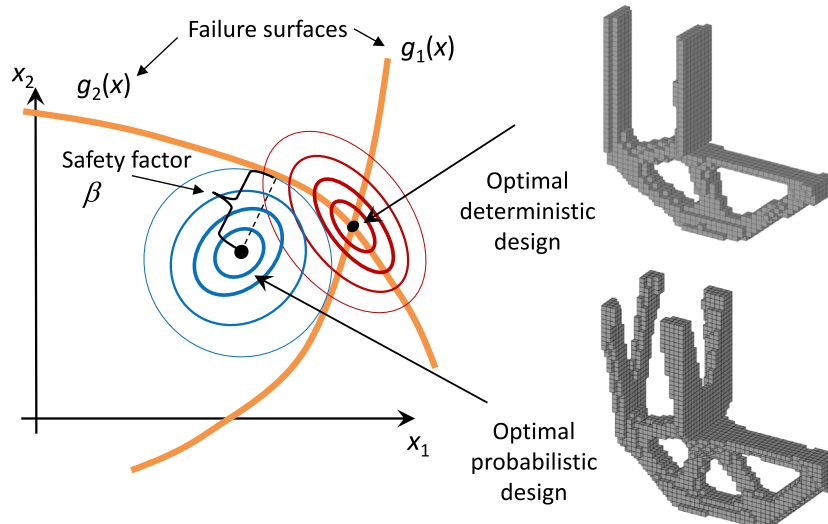 Failure surfaces
g₁(x)
x₂
g₂(x)
Safety factor
β
Optimal
deterministic
design
x₁
Optimal
probabilistic
design